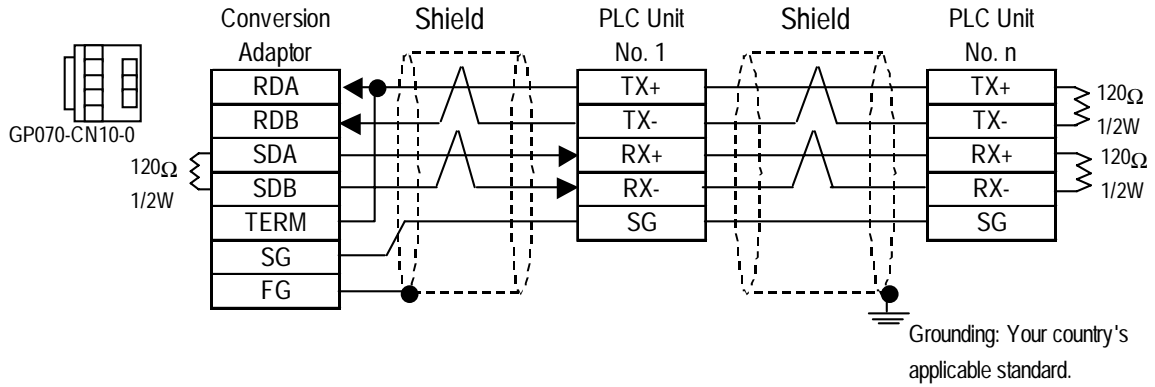 Conversion Adaptor
Shield
PLC Unit No. 1
Shield
PLC Unit No. n
GP070-CN10-0
RDA
RDB
SDA
SDB
TERM
SG
FG
120Ω
1/2W
TX+
TX-
RX+
RX-
SG
TX+
TX-
RX+
RX-
SG
120Ω
1/2W
120Ω
1/2W
Grounding: Your country's
applicable standard.